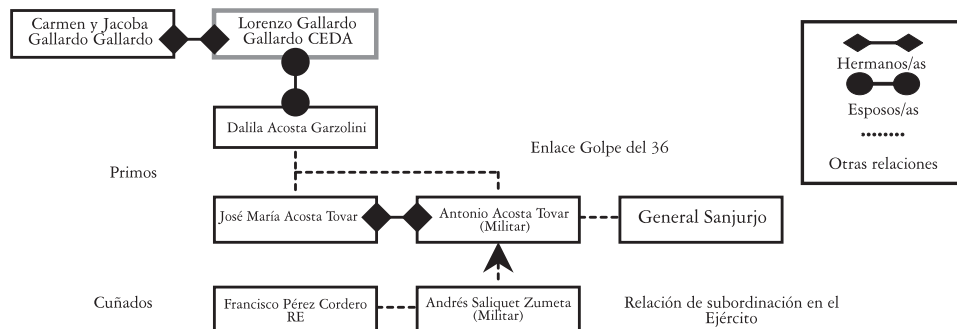 Carmen y Jacoba
Gallardo Gallardo
Lorenzo Gallardo
Gallardo CEDA
Hermanos/as
Esposos/as
Otras relaciones
Dalila Acosta Garzolini
Enlace Golpe del 36
Primos
José María Acosta Tovar
Antonio Acosta Tovar
(Militar)
General Sanjurjo
Cuñados
Francisco Pérez Cordero
RE
Andrés Saliquet Zumeta
(Militar)
Relación de subordinación en el
Ejército